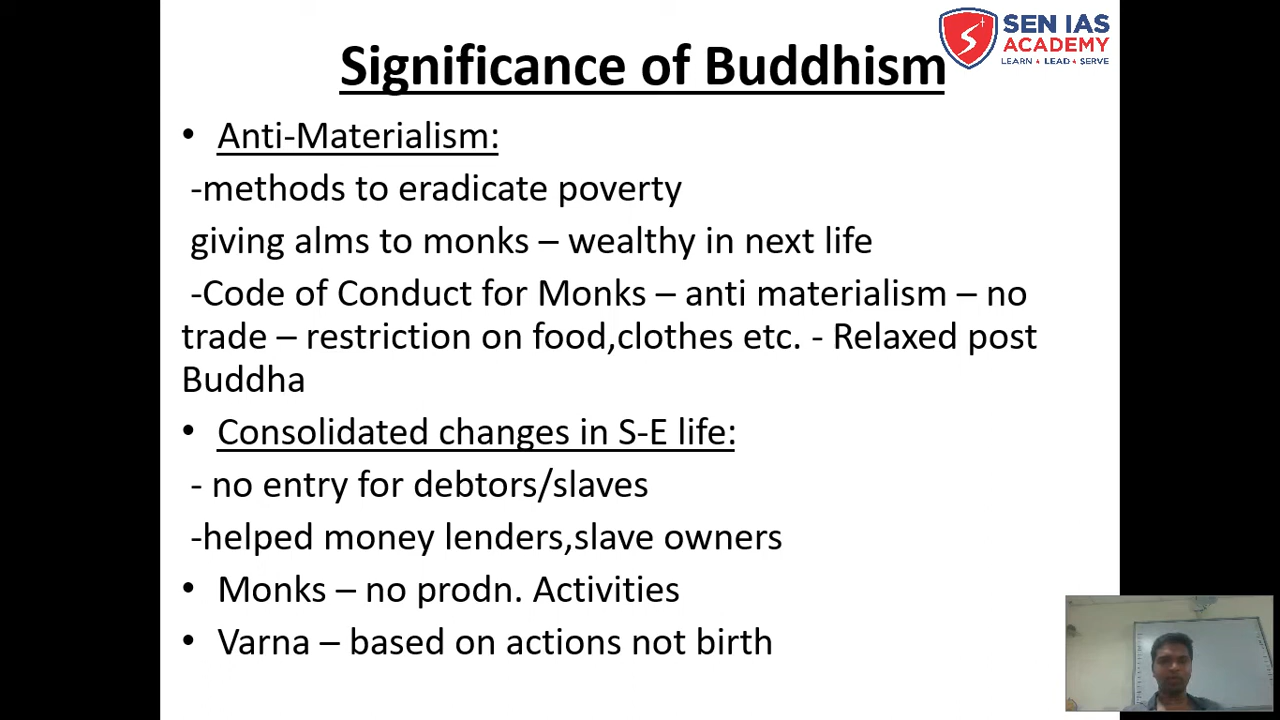 Significance of Buddhism
SEN IAS
ACADEMY
LEARN ★ LEAD ★ SERVE
• Anti-Materialism:
-methods to eradicate poverty
giving alms to monks – wealthy in next life
-Code of Conduct for Monks – anti materialism – no
trade – restriction on food,clothes etc. - Relaxed post
Buddha
• Consolidated changes in S-E life:
- no entry for debtors/slaves
-helped money lenders,slave owners
• Monks – no prodn. Activities
• Varna – based on actions not birth